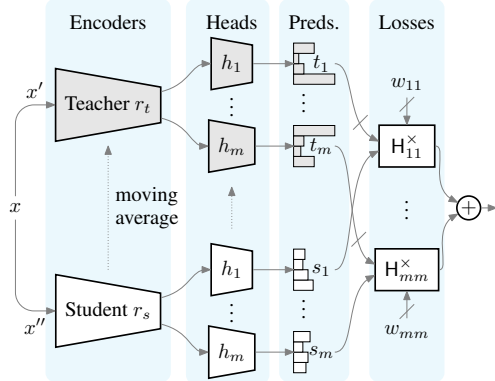 Encoders Heads Preds. Losses
x′ Teacher r_t h_1 t_1 w_11
⋮ ⋮ H^×_11
h_m t_m
x moving average ⋮ +
h_1 s_1 H^×_mm
x″ Student r_s ⋮ ⋮ w_mm
h_m s_m